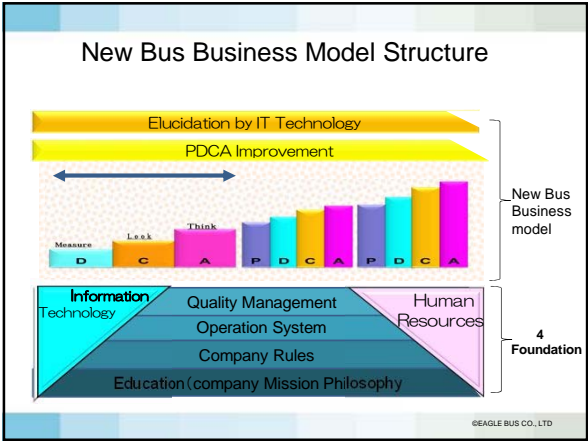 New Bus Business Model Structure
Elucidation by IT Technology
PDCA Improvement
Measure
Look
Think
D
C
A
P
D
C
A
P
D
C
A
New Bus
Business
model
Information
Technology
Quality Management
Operation System
Company Rules
Education(company Mission Philosophy
Human
Resources
4
Foundation
©EAGLE BUS CO., LTD